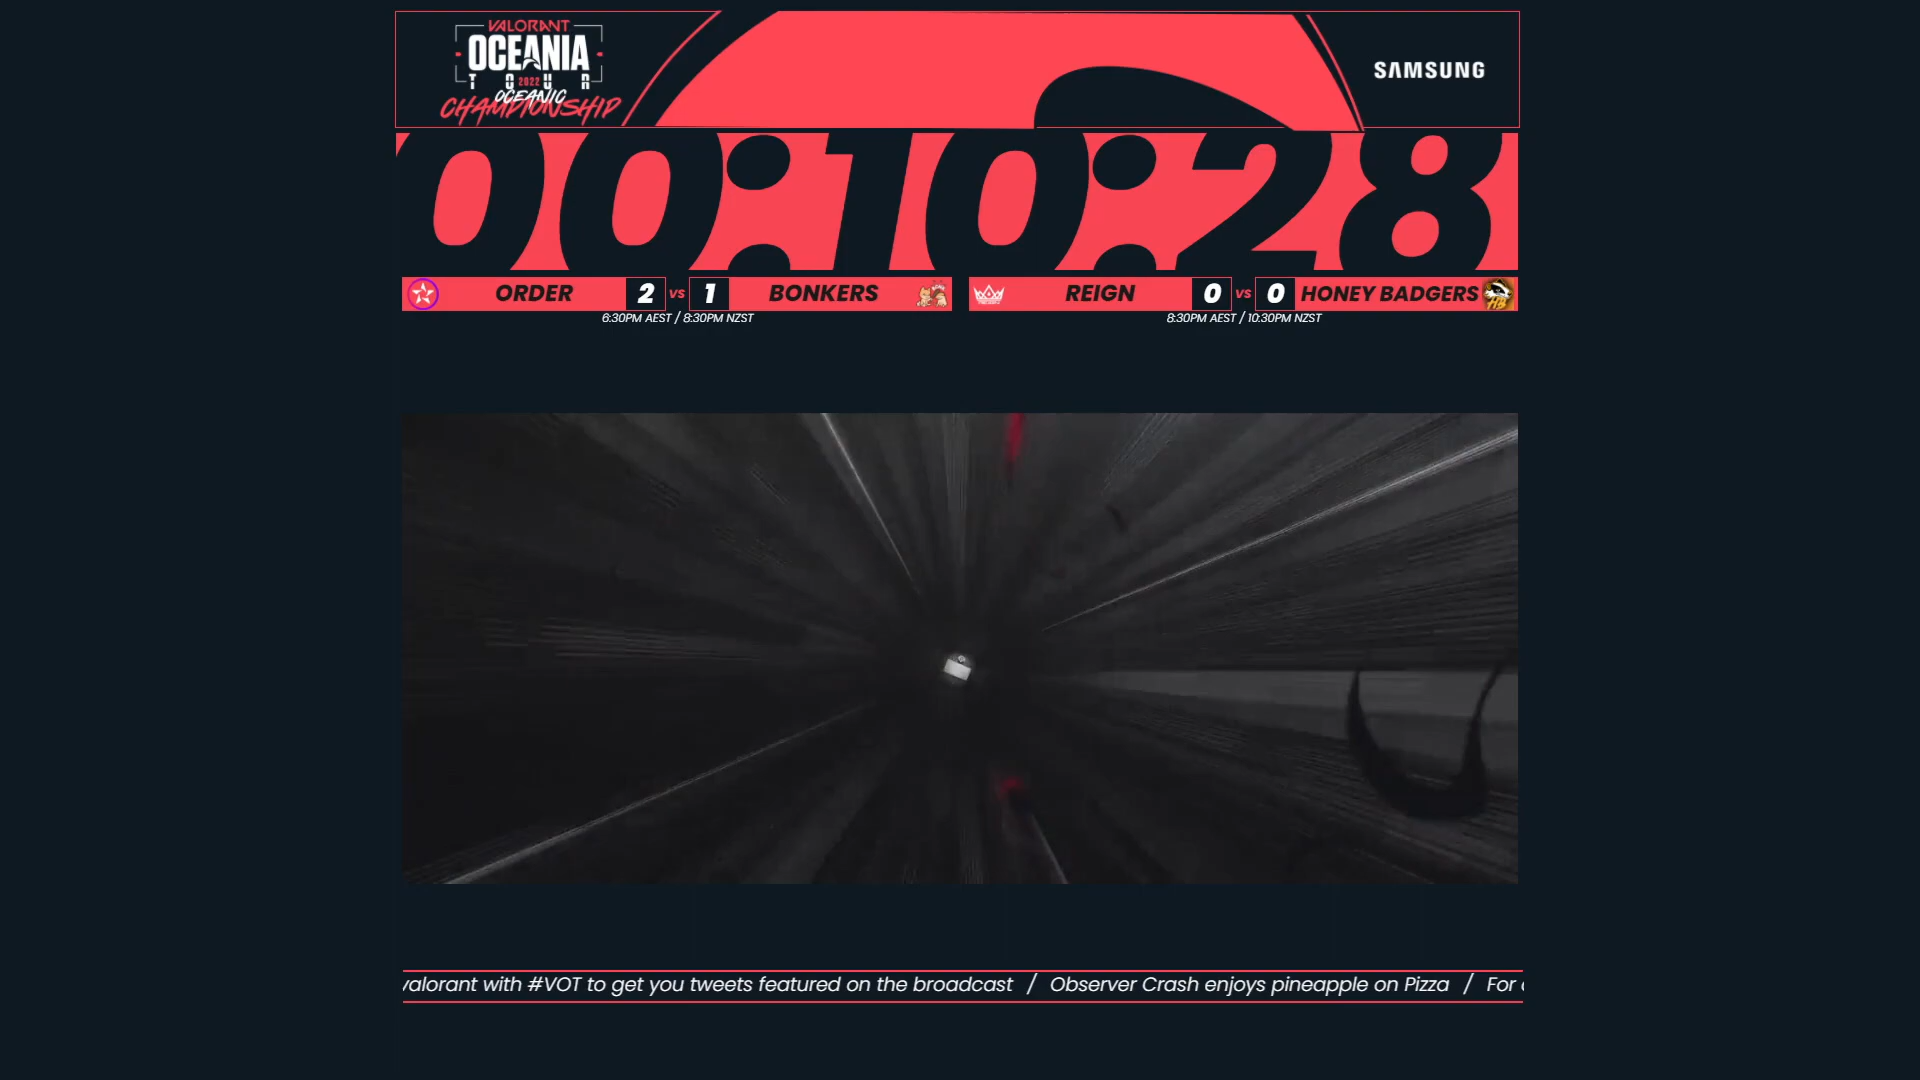 VALORANT
OCEANIA
TOUR
2022
OCEANIC
CHAMPIONSHIP
SAMSUNG
00:10:28
ORDER 2 VS 1 BONKERS
REIGN 0 VS 0 HONEY BADGERS
6:30PM AEST / 8:30PM NZST
8:30PM AEST / 10:30PM NZST
valorant with #VOT to get you tweets featured on the broadcast / Observer Crash enjoys pineapple on Pizza / For